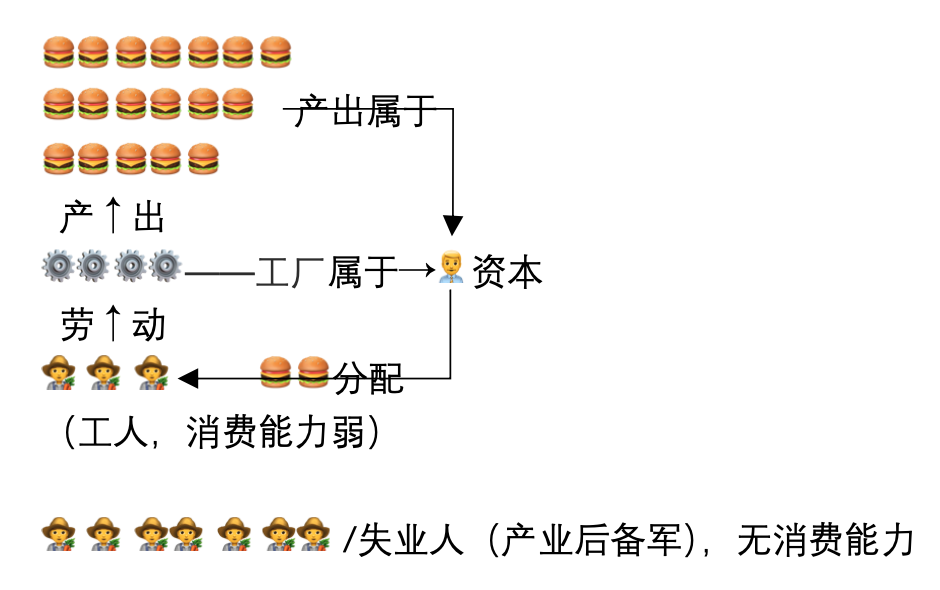 产出属于
产↑出
——工厂属于→资本
劳↑动
分配
（工人，消费能力弱）
/失业人（产业后备军），无消费能力